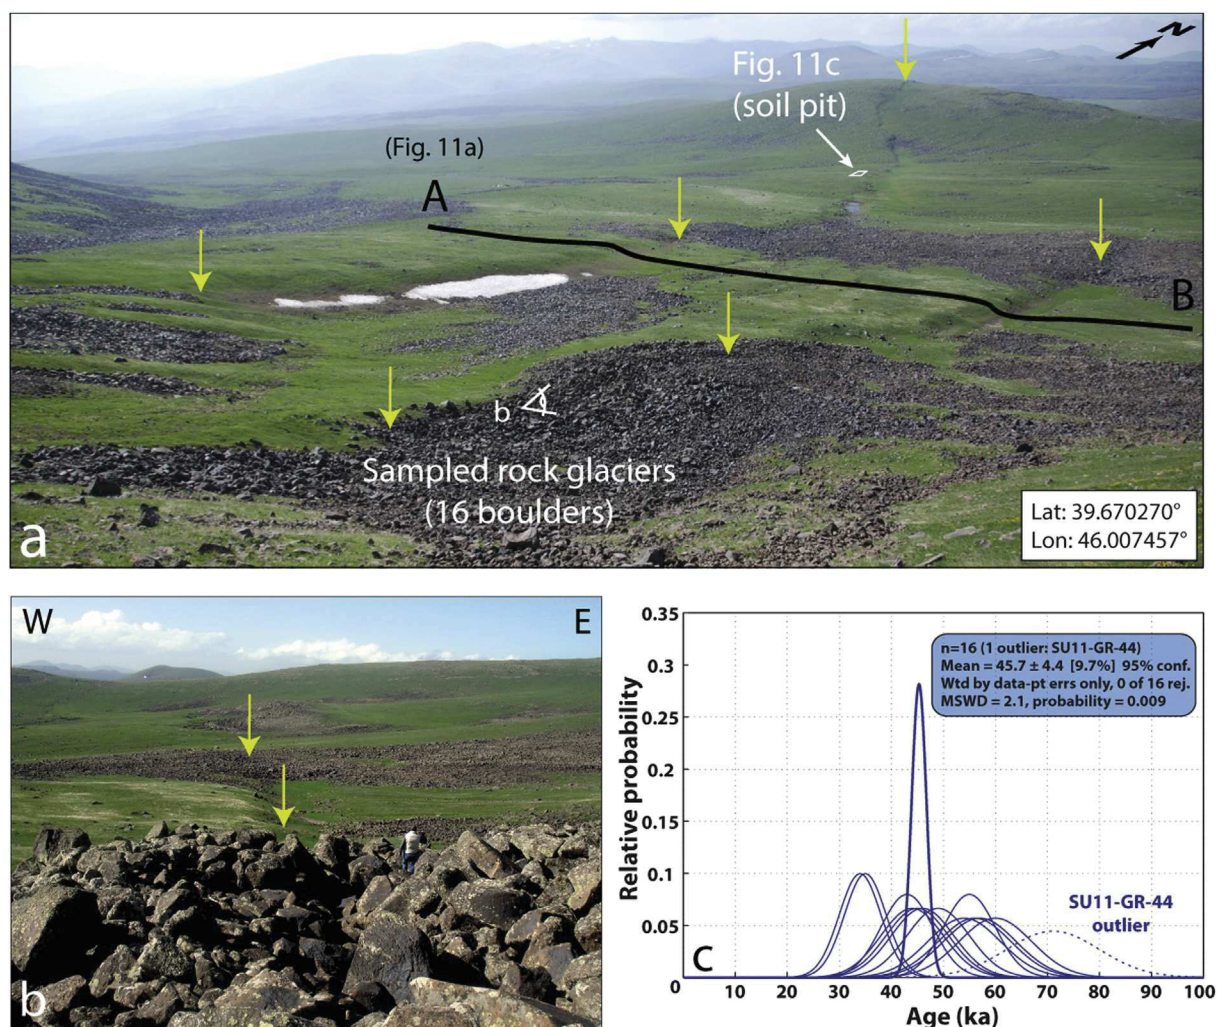 N
Fig. 11c
(soil pit)
(Fig. 11a)
A
B
b
Sampled rock glaciers
(16 boulders)
Lat: 39.670270°
Lon: 46.007457°
a
W
E
b
0.35
0.3
0.25
0.2
0.15
0.1
0.05
0
Relative probability
n=16 (1 outlier: SU11-GR-44)
Mean = 45.7 ± 4.4 [9.7%] 95% conf.
Wtd by data-pt errs only, 0 of 16 rej.
MSWD = 2.1, probability = 0.009
SU11-GR-44
outlier
C
10 20 30 40 50 60 70 80 90 100
Age (ka)